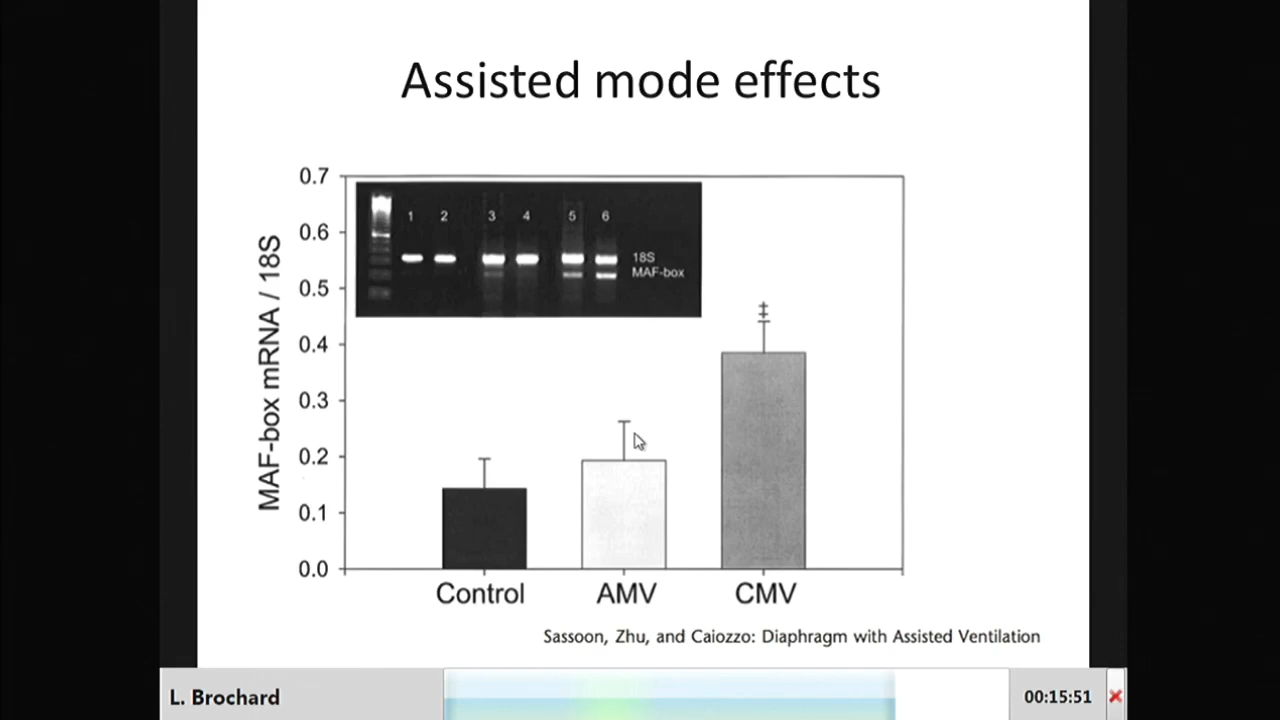 Assisted mode effects
0.7
0.6
0.5
0.4
0.3
0.2
0.1
0.0
MAF-box mRNA / 18S
1 2 3 4 5 6
18S
MAF-box
‡
Control AMV CMV
Sassoon, Zhu, and Caiozzo: Diaphragm with Assisted Ventilation
L. Brochard
00:15:51